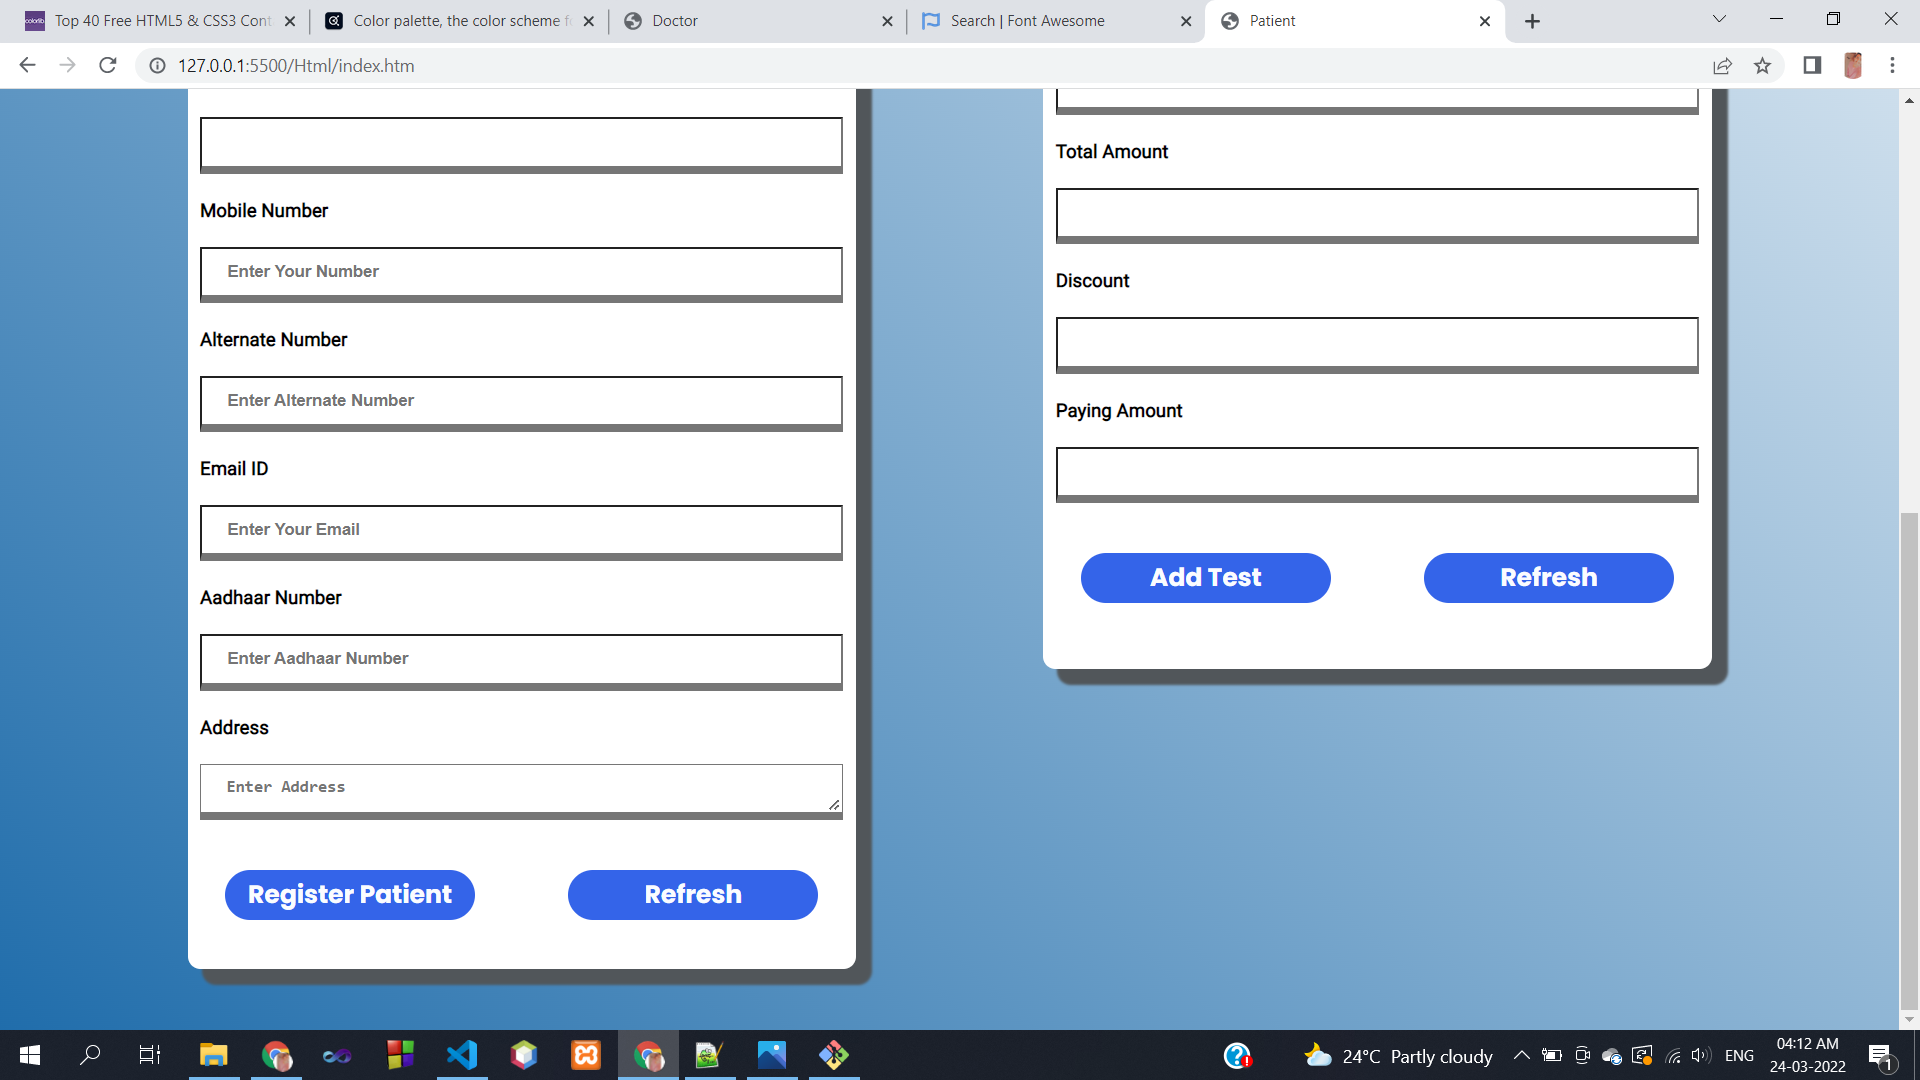 Top 40 Free HTML5 & CSS3 Cont
Color palette, the color scheme f
Doctor
Search | Font Awesome
Patient
127.0.0.1:5500/Html/index.htm
Mobile Number
Enter Your Number
Alternate Number
Enter Alternate Number
Email ID
Enter Your Email
Aadhaar Number
Enter Aadhaar Number
Address
Enter Address
Register Patient
Refresh
Total Amount
Discount
Paying Amount
Add Test
Refresh
24°C Partly cloudy
ENG
04:12 AM
24-03-2022
1